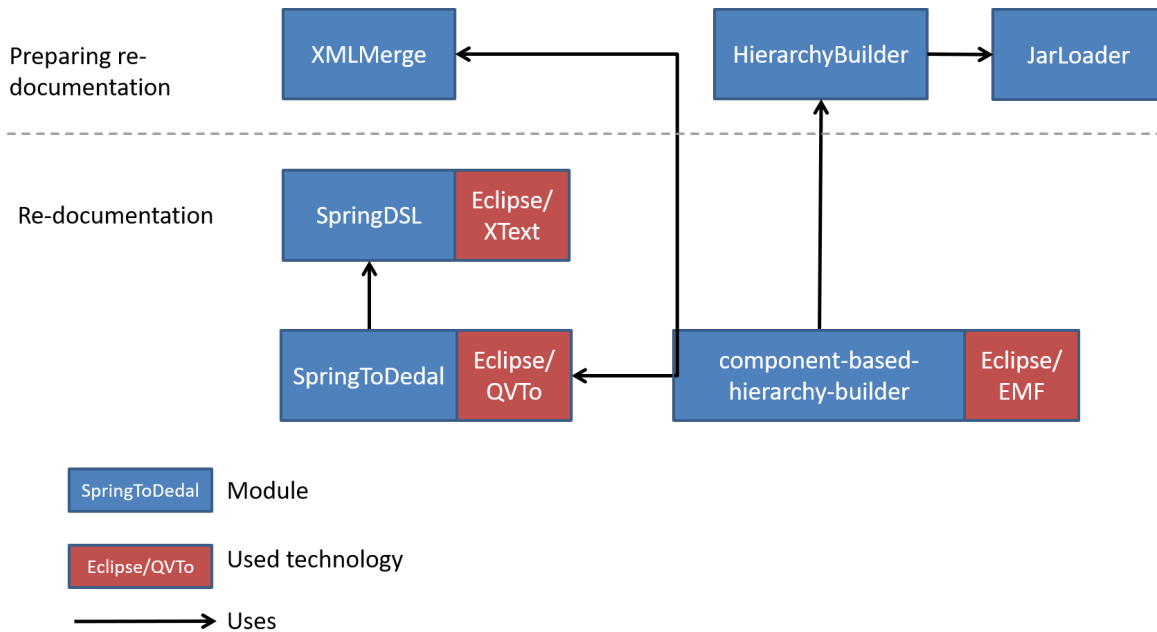 Preparing re-
documentation
XMLMerge
HierarchyBuilder
JarLoader
Re-documentation
SpringDSL
Eclipse/
XText
SpringToDedal
Eclipse/
QVTo
component-based-
hierarchy-builder
Eclipse/
EMF
SpringToDedal
Module
Eclipse/QVTo
Used technology
Uses